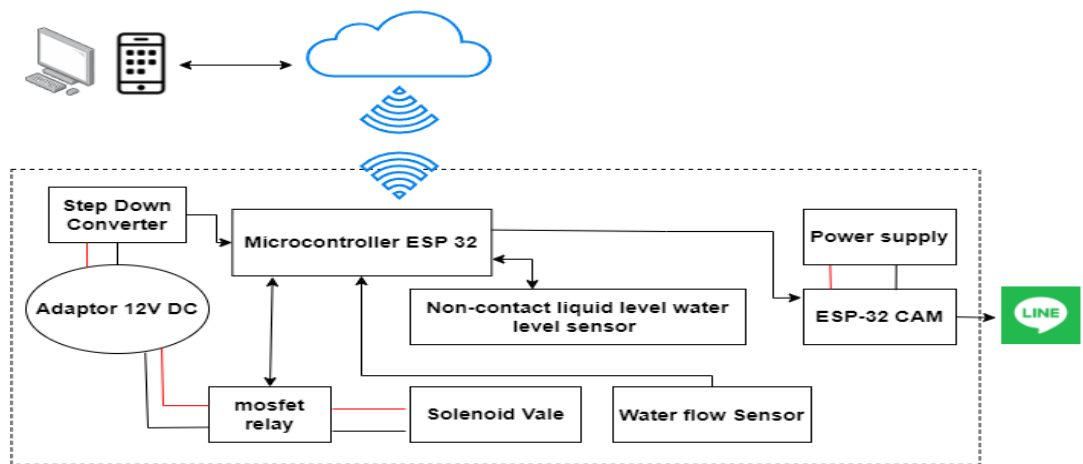 Step Down
Converter
Microcontroller ESP 32
Power supply
Adaptor 12V DC
Non-contact liquid level water
level sensor
ESP-32 CAM
LINE
mosfet
relay
Solenoid Vale
Water flow Sensor